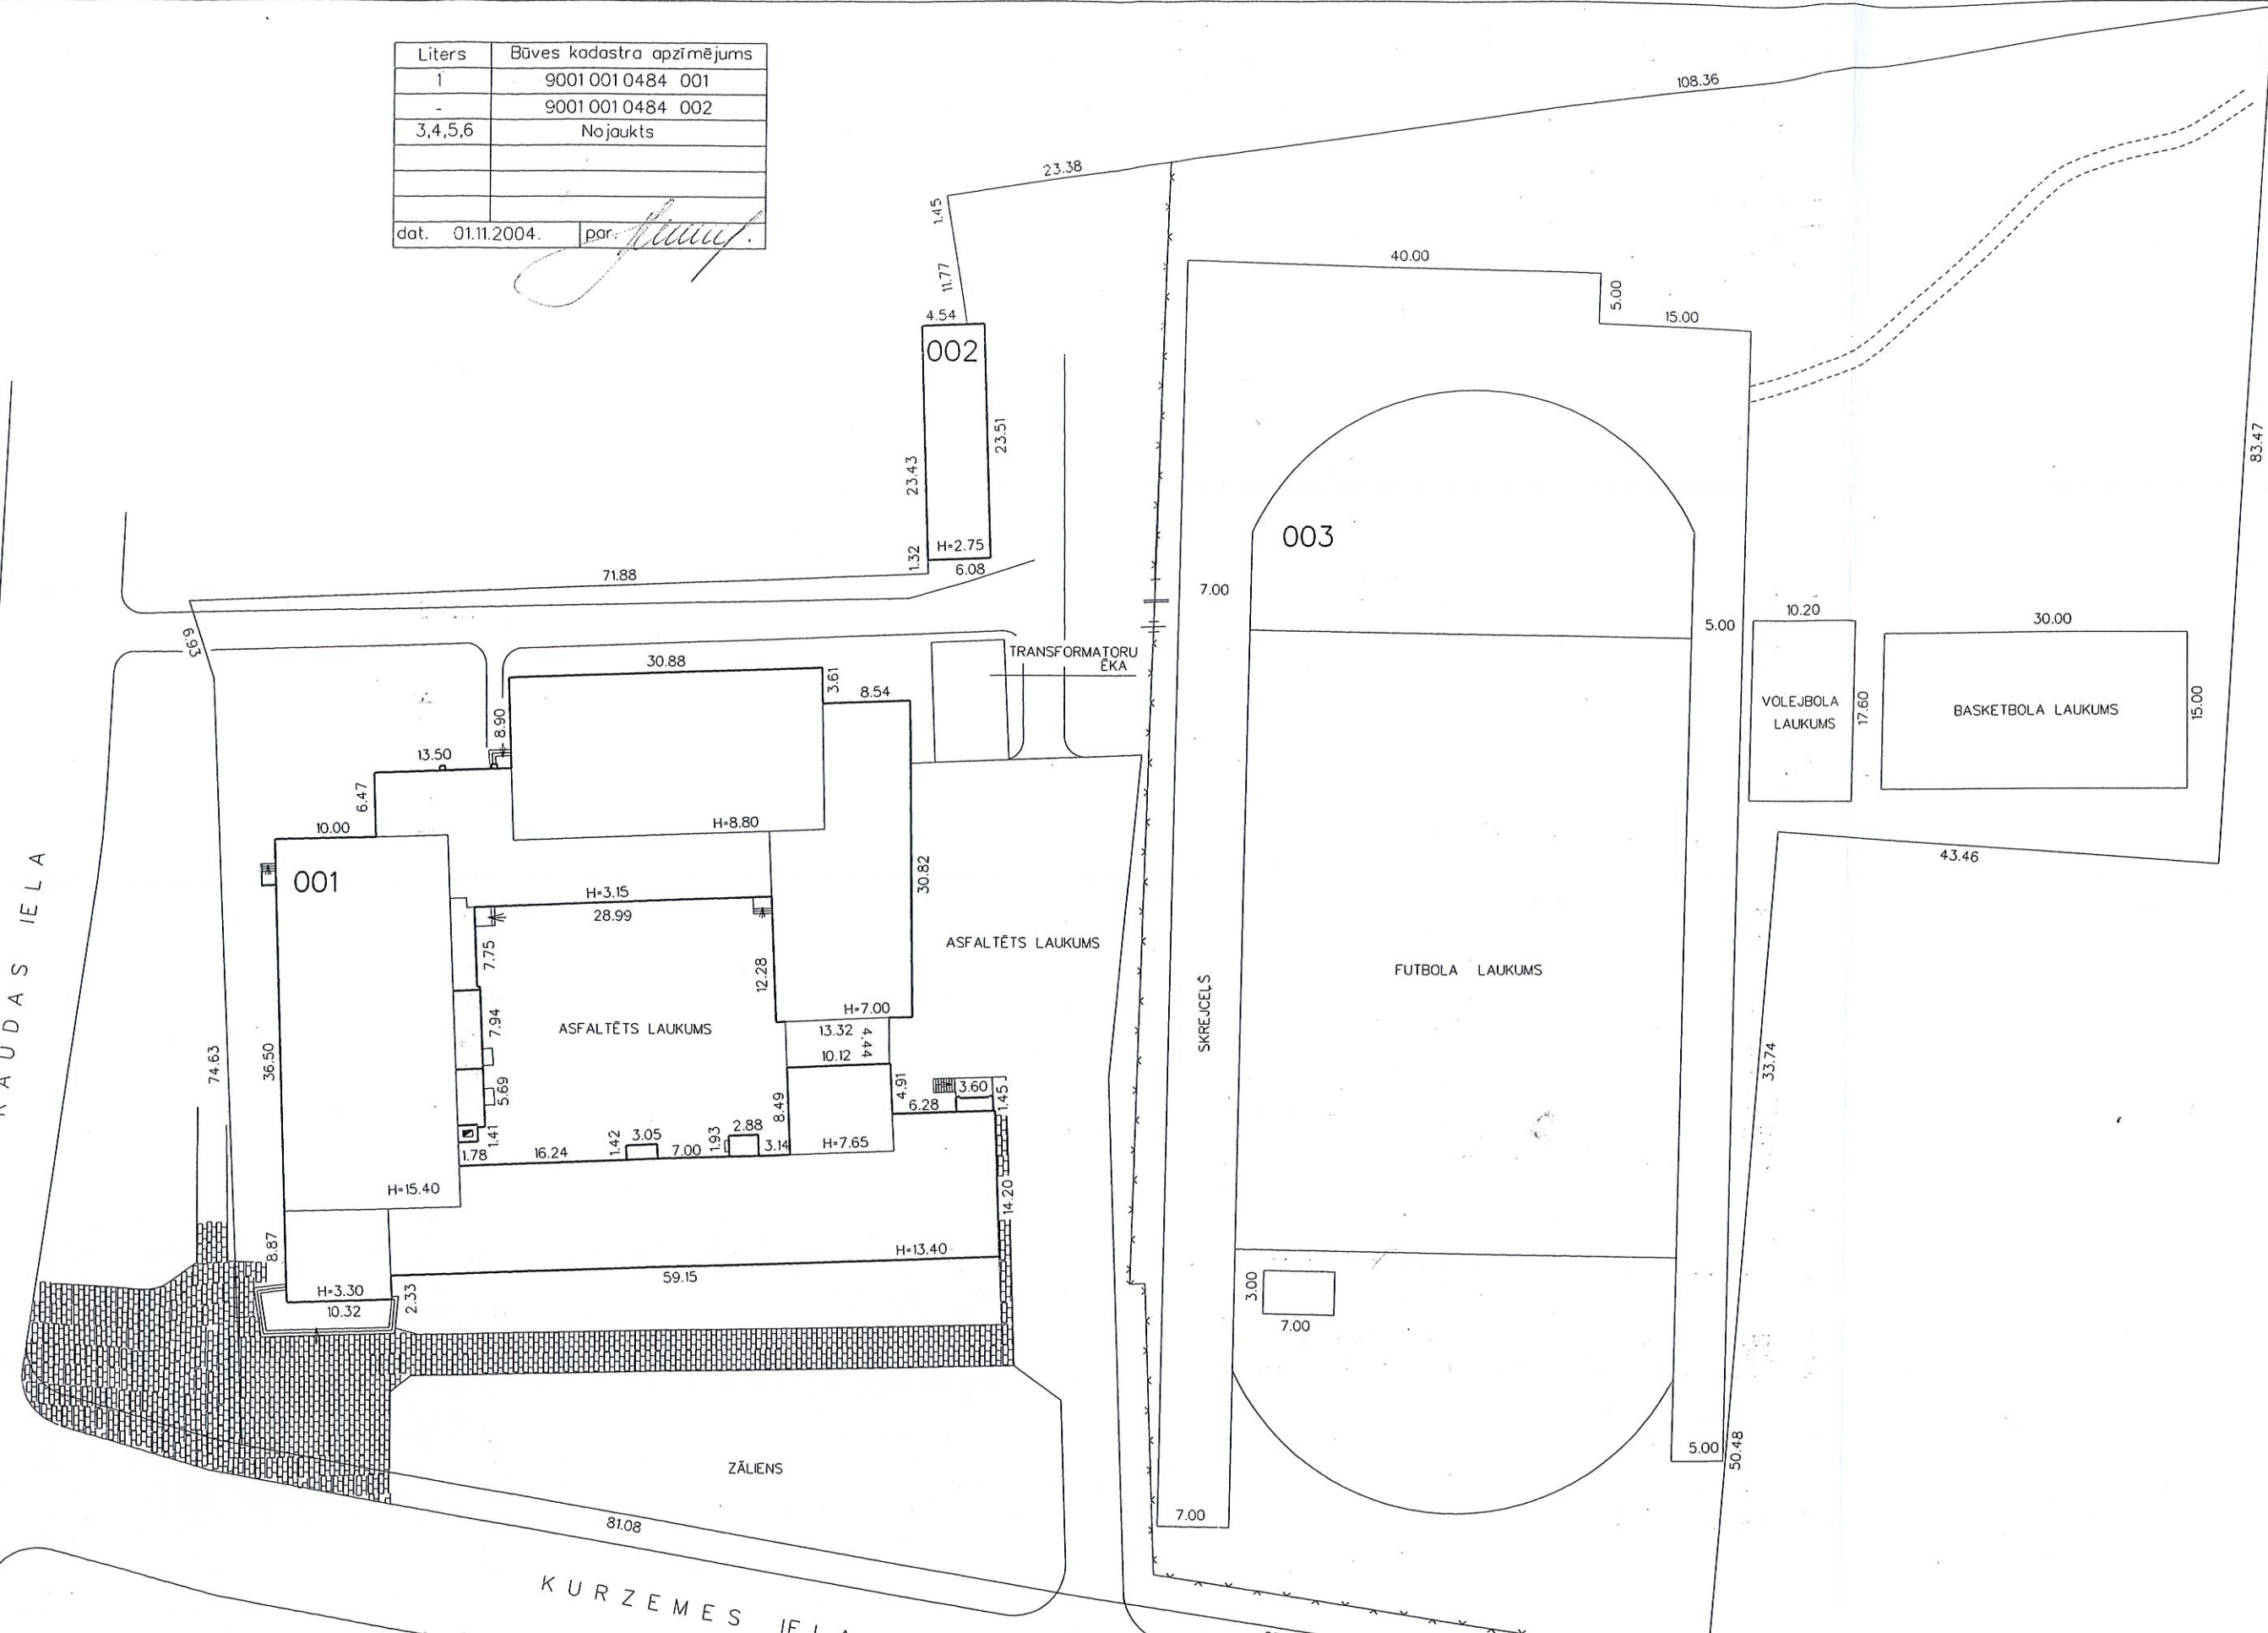 Liters Būves kadastra apzīmējums
1 9001 001 0484 001
- 9001 001 0484 002
3,4,5,6 Nojaukts
dat. 01.11.2004. par.
108.36
23.38
1.45
11.77
40.00
5.00
15.00
4.54
002
23.51
23.43
83.47
H=2.75
1.32
6.08
71.88
003
7.00
5.00
10.20
30.00
6.93
TRANSFORMATORU
ĒKA
30.88
3.61
8.54
8.90
VOLEJBOLA
LAUKUMS
17.60
BASKETBOLA LAUKUMS
15.00
13.50
6.47
10.00
H=8.80
43.46
001
30.82
H=3.15
28.99
7.75
12.28
ASFALTĒTS LAUKUMS
FUTBOLA LAUKUMS
SKREJCEĻŠ
H=7.00
7.94
ASFALTĒTS LAUKUMS
13.32
4.44
10.12
36.50
74.63
33.74
5.69
8.49
4.91
3.60
1.45
6.28
1.41
1.78
16.24
1.42
3.05
7.00
1.93
2.88
3.14
H=7.65
H=15.40
14.20
8.87
H=13.40
59.15
H=3.30
10.32
2.33
3.00
7.00
5.00
50.48
ZĀLIENS
7.00
81.08
KURZEMES IELA
AUDAS IELA